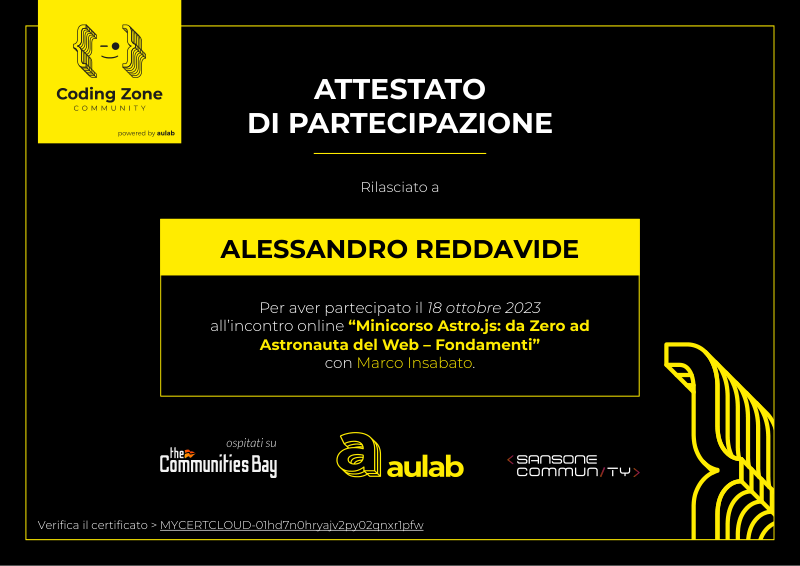 Coding Zone
COMMUNITY
powered by aulab
ATTESTATO
DI PARTECIPAZIONE
Rilasciato a
ALESSANDRO REDDAVIDE
Per aver partecipato il 18 ottobre 2023
all’incontro online “Minicorso Astro.js: da Zero ad
Astronauta del Web – Fondamenti”
con Marco Insabato.
ospitati su
the
Communities Bay
aulab
<SANSONE
COMMUN/TY>
Verifica il certificato > MYCERTCLOUD-01hd7n0hryajv2py02qnxr1pfw